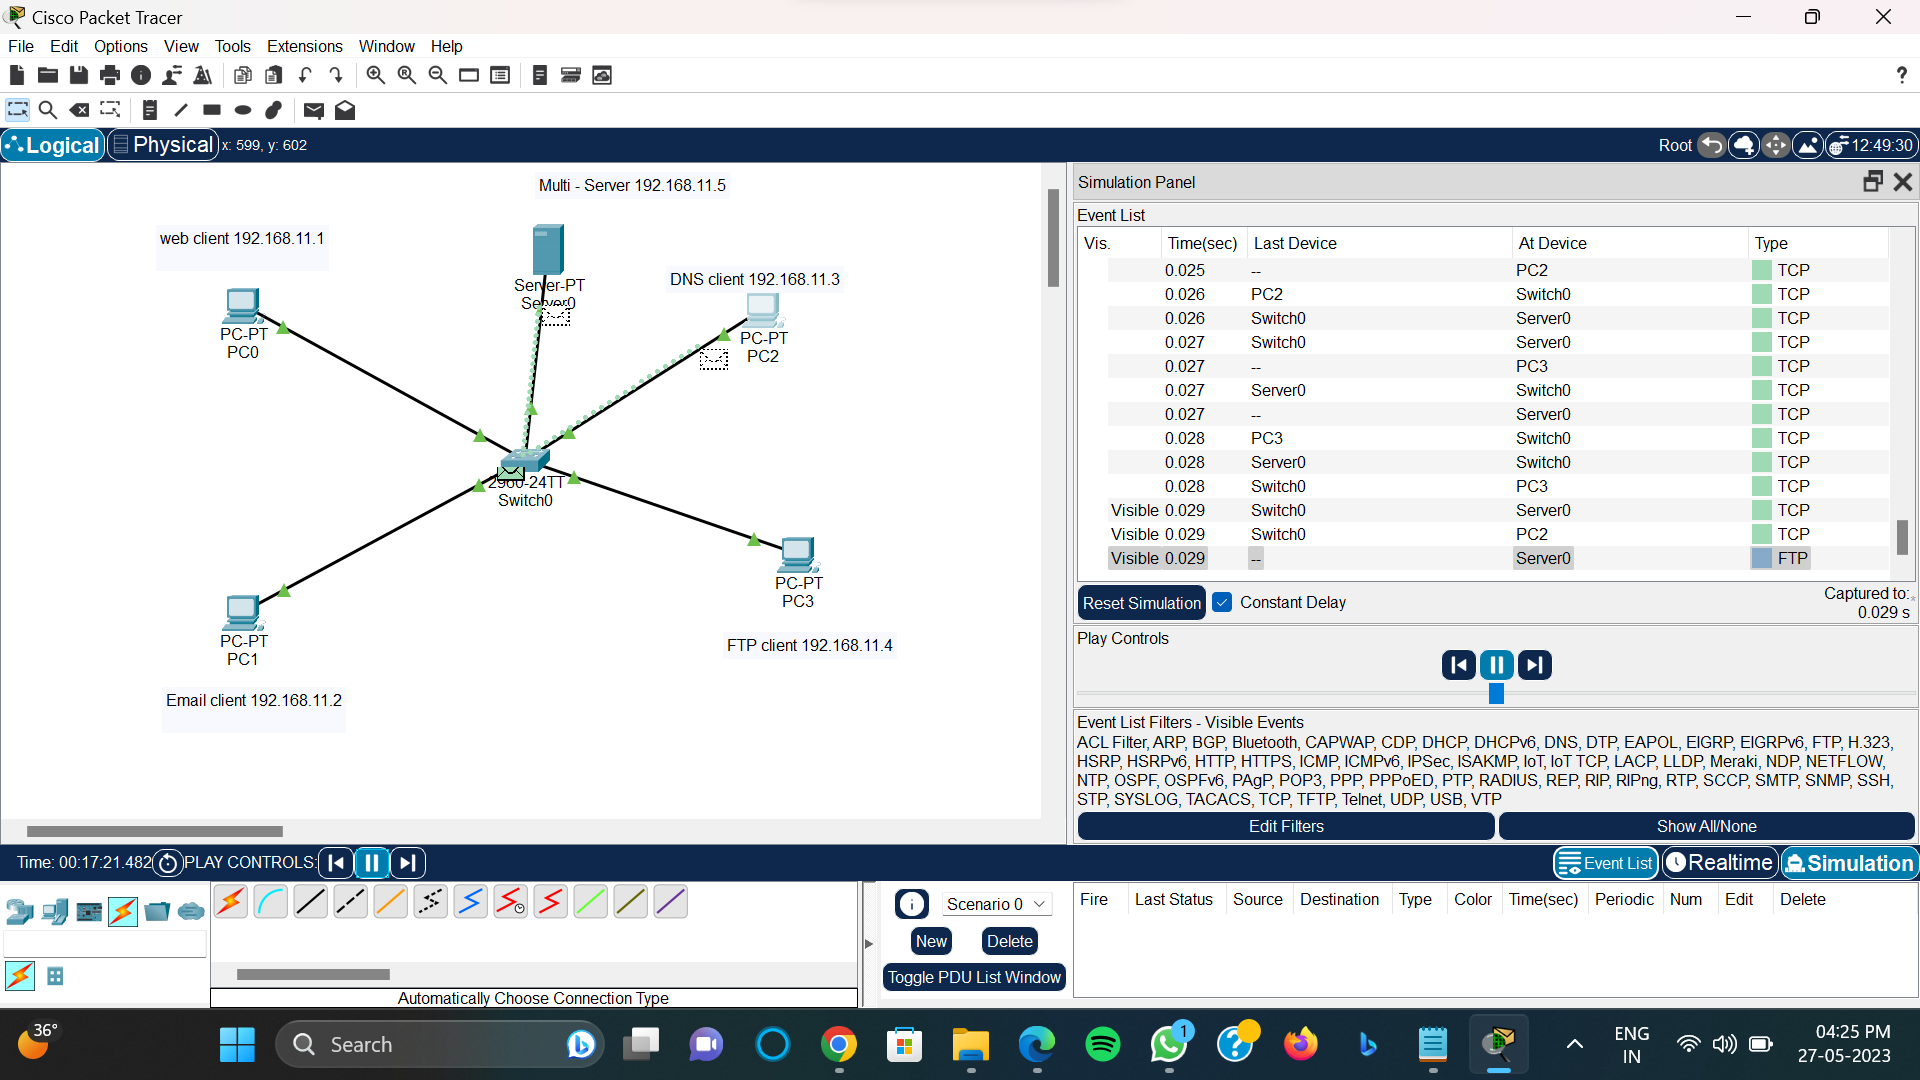 Cisco Packet Tracer
File Edit Options View Tools Extensions Window Help
?
Logical Physical x: 599, y: 602 Root 12:49:30
Multi - Server 192.168.11.5
web client 192.168.11.1
Server-PT
Server0
DNS client 192.168.11.3
PC-PT
PC0
PC-PT
PC2
2960-24TT
Switch0
PC-PT
PC3
FTP client 192.168.11.4
PC-PT
PC1
Email client 192.168.11.2
Simulation Panel
Event List
Vis. Time(sec) Last Device At Device Type
0.025 -- PC2 TCP
0.026 PC2 Switch0 TCP
0.026 Switch0 Server0 TCP
0.027 Switch0 Server0 TCP
0.027 -- PC3 TCP
0.027 Server0 Switch0 TCP
0.027 -- Server0 TCP
0.028 PC3 Switch0 TCP
0.028 Server0 Switch0 TCP
0.028 Switch0 PC3 TCP
Visible 0.029 Switch0 Server0 TCP
Visible 0.029 Switch0 PC2 TCP
Visible 0.029 -- Server0 FTP
Reset Simulation Constant Delay Captured to:*
0.029 s
Play Controls
Event List Filters - Visible Events
ACL Filter, ARP, BGP, Bluetooth, CAPWAP, CDP, DHCP, DHCPv6, DNS, DTP, EAPOL, EIGRP, EIGRPv6, FTP, H.323,
HSRP, HSRPv6, HTTP, HTTPS, ICMP, ICMPv6, IPSec, ISAKMP, IoT, IoT TCP, LACP, LLDP, Meraki, NDP, NETFLOW,
NTP, OSPF, OSPFv6, PAgP, POP3, PPP, PPPoED, PTP, RADIUS, REP, RIP, RIPng, RTP, SCCP, SMTP, SNMP, SSH,
STP, SYSLOG, TACACS, TCP, TFTP, Telnet, UDP, USB, VTP
Edit Filters Show All/None
Time: 00:17:21.482 PLAY CONTROLS: Event List Realtime Simulation
Scenario 0
New Delete
Toggle PDU List Window
Automatically Choose Connection Type
Fire Last Status Source Destination Type Color Time(sec) Periodic Num Edit Delete
36°
Search
1
ENG
IN
04:25 PM
27-05-2023